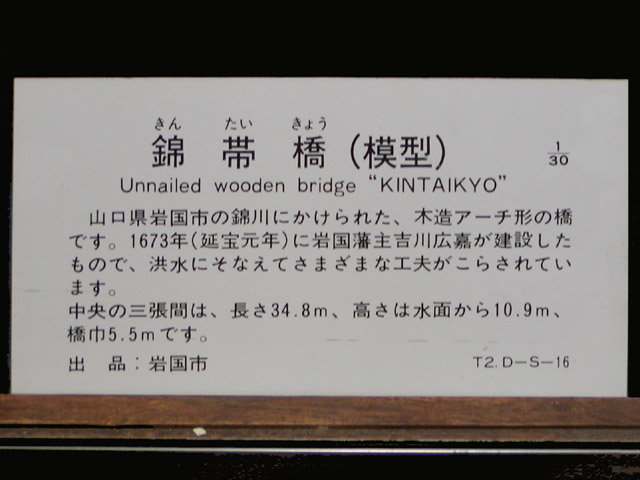 きん たい きょう
錦帯橋(模型) 1/30
Unnailed wooden bridge “KINTAIKYO”
山口県岩国市の錦川にかけられた、木造アーチ形の橋
です。1673年(延宝元年)に岩国藩主吉川広嘉が建設した
もので、洪水にそなえてさまざまな工夫がこらされてい
ます。
中央の三張間は、長さ34.8m、高さは水面から10.9m、
橋巾5.5mです。
出 品:岩国市 T2.D-S-16